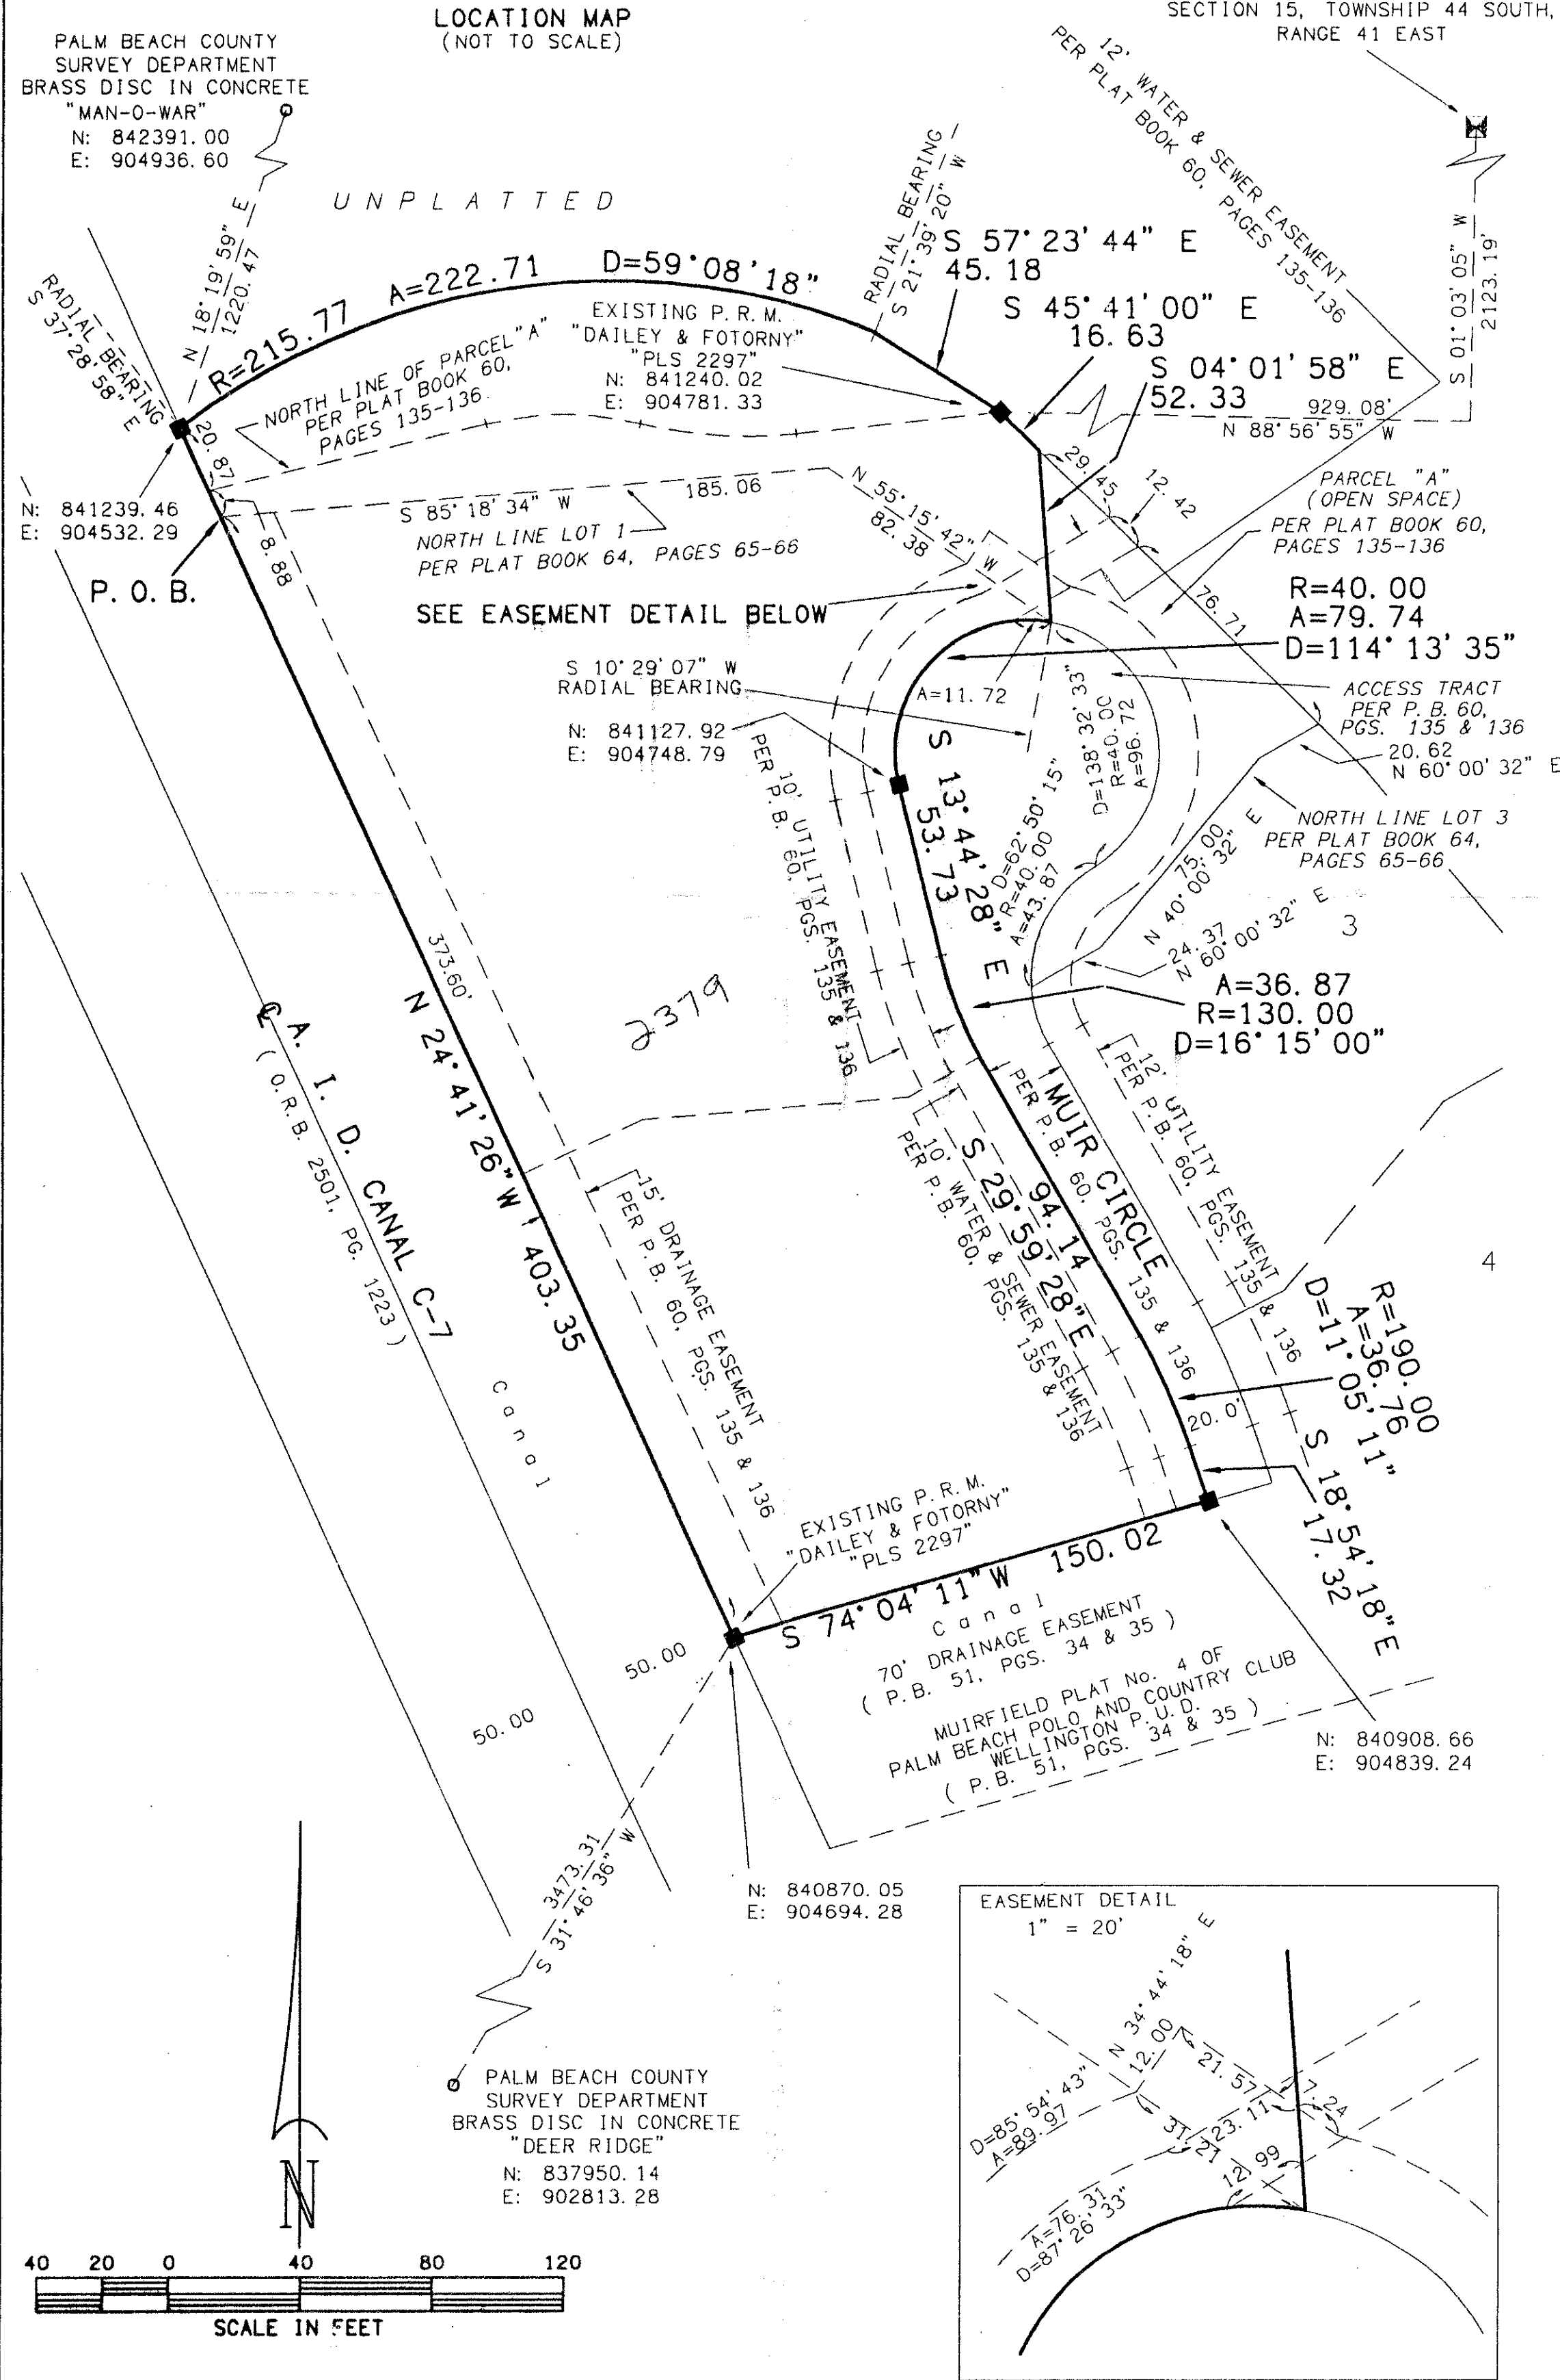 LOCATION MAP
(NOT TO SCALE)
SECTION 15, TOWNSHIP 44 SOUTH,
RANGE 41 EAST
PALM BEACH COUNTY
SURVEY DEPARTMENT
BRASS DISC IN CONCRETE
"MAN-O-WAR"
N: 842391.00
E: 904936.60
12' WATER & SEWER EASEMENT
PER PLAT BOOK 60, PAGES 135-136
UNPLATTED
N 18°19'59" E
1220.47
RADIAL BEARING
S 37°28'58" E
RADIAL BEARING
S 21°39'20" W
S 01°03'05" W
2123.19'
R=215.77
A=222.71
D=59°08'18"
S 57°23'44" E
45.18
S 45°41'00" E
16.63
S 04°01'58" E
52.33
929.08'
N 88°56'55" W
EXISTING P.R.M.
"DAILEY & FOTORNY"
"PLS 2297"
N: 841240.02
E: 904781.33
NORTH LINE OF PARCEL "A"
PER PLAT BOOK 60,
PAGES 135-136
20.87
8.88
N: 841239.46
E: 904532.29
P.O.B.
S 85°18'34" W
185.06
NORTH LINE LOT 1
PER PLAT BOOK 64, PAGES 65-66
N 55°15'42" W
82.38
29.45
12.42
76.71
PARCEL "A"
(OPEN SPACE)
PER PLAT BOOK 60,
PAGES 135-136
SEE EASEMENT DETAIL BELOW
R=40.00
A=79.74
D=114°13'35"
S 10°29'07" W
RADIAL BEARING
A=11.72
N: 841127.92
E: 904748.79
D=138°32'33"
R=40.00
A=96.72
ACCESS TRACT
PER P.B. 60,
PGS. 135 & 136
20.62
N 60°00'32" E
NORTH LINE LOT 3
PER PLAT BOOK 64,
PAGES 65-66
10' UTILITY EASEMENT
PER P.B. 60, PGS. 135 & 136
S 13°44'28" E
53.73
D=62°50'15"
R=40.00
A=43.87
75.00
N 40°00'32" E
24.37
N 60°00'32" E
3
A=36.87
R=130.00
D=16°15'00"
373.60'
2379
N 24°41'26" W 403.35
℄ A. I. D. CANAL C-7
( O.R.B. 2501, PG. 1223 )
Canal
15' DRAINAGE EASEMENT
PER P.B. 60, PGS. 135 & 136
10' WATER & SEWER EASEMENT
PER P.B. 60, PGS. 135 & 136
S 29°59'28" E
94.14
MUIR CIRCLE
PER P.B. 60, PGS. 135 & 136
12' UTILITY EASEMENT
PER P.B. 60, PGS. 135 & 136
4
R=190.00
A=36.76
D=11°05'11"
20.0'
S 18°54'18" E
17.32
EXISTING P.R.M.
"DAILEY & FOTORNY"
"PLS 2297"
S 74°04'11" W 150.02
Canal
70' DRAINAGE EASEMENT
( P.B. 51, PGS. 34 & 35 )
MUIRFIELD PLAT No. 4 OF
PALM BEACH POLO AND COUNTRY CLUB
WELLINGTON P.U.D.
( P.B. 51, PGS. 34 & 35 )
50.00
50.00
N: 840908.66
E: 904839.24
3473.31
S 31°46'36" W
N: 840870.05
E: 904694.28
PALM BEACH COUNTY
SURVEY DEPARTMENT
BRASS DISC IN CONCRETE
"DEER RIDGE"
N: 837950.14
E: 902813.28
EASEMENT DETAIL
1" = 20'
N 34°44'18" E
12.00
21.57
7.24
D=85°54'43"
A=89.97
23.11
31.21
12.99
A=76.31
D=87°26'33"
N
40 20 0 40 80 120
SCALE IN FEET